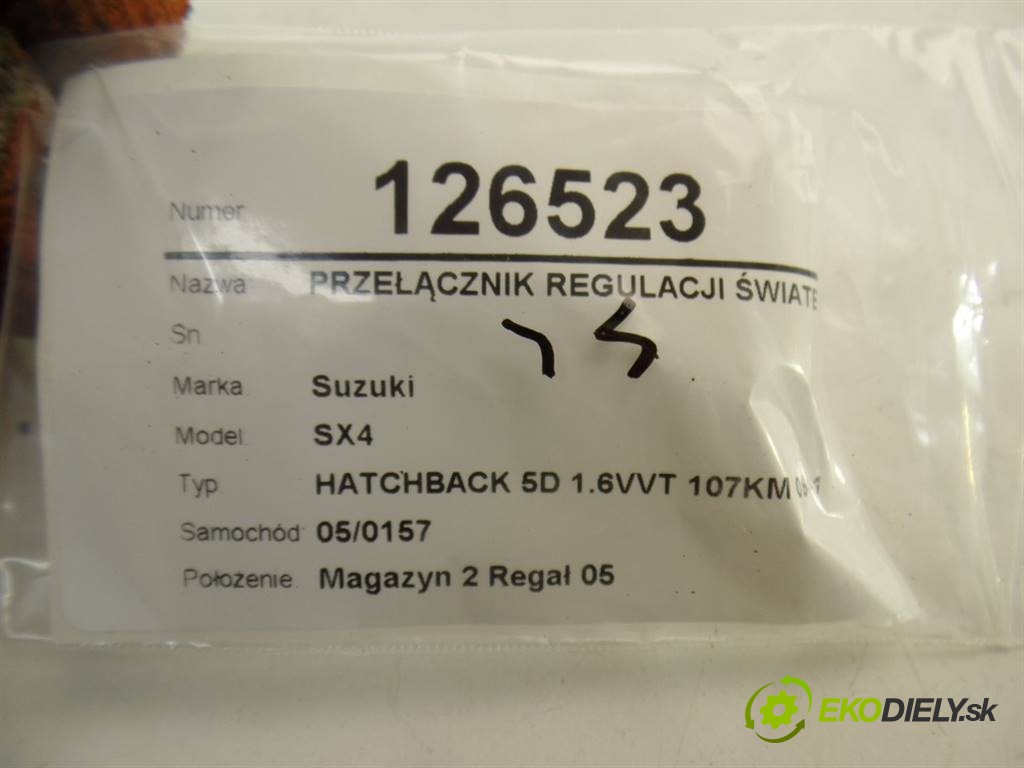 Numer 126523
Nazwa PRZEŁĄCZNIK REGULACJI ŚWIATE
Sn
Marka Suzuki
Model SX4
Typ HATCHBACK 5D 1.6VVT 107KM
Samochód 05/0157
Położenie Magazyn 2 Regał 05
EKODIELY.sk